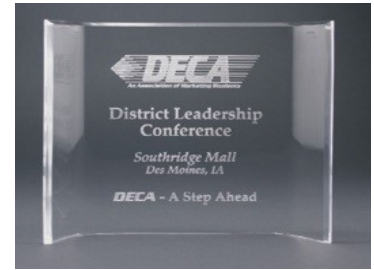 DECA
An Association of Marketing Students
District Leadership
Conference
Southridge Mall
Des Moines, IA
DECA - A Step Ahead